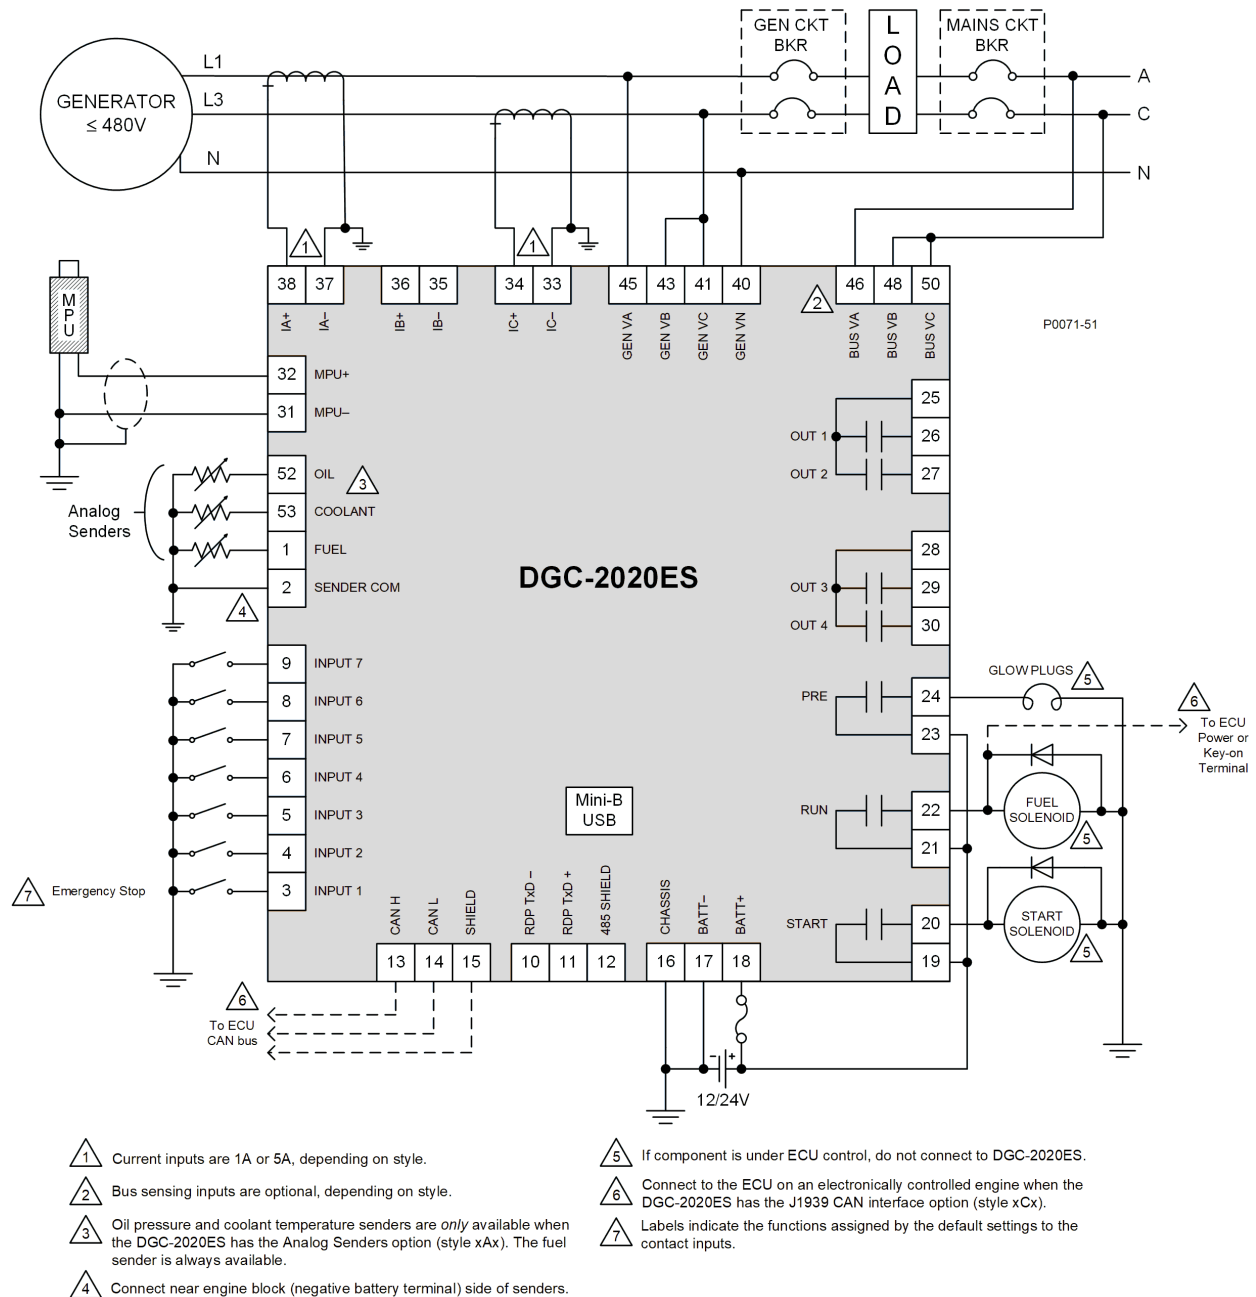 GEN CKT
BKR
LOAD
MAINS CKT
BKR
L1
L3
N
GENERATOR
≤ 480V
A
C
N
1
1
2
38
37
36
35
34
33
45
43
41
40
46
48
50
IA+
IA–
IB+
IB–
IC+
IC–
GEN VA
GEN VB
GEN VC
GEN VN
BUS VA
BUS VB
BUS VC
P0071-51
MPU
32 MPU+
31 MPU–
52 OIL
3
53 COOLANT
1 FUEL
2 SENDER COM
4
Analog
Senders
25
OUT 1 26
OUT 2 27
28
OUT 3 29
OUT 4 30
DGC-2020ES
9 INPUT 7
8 INPUT 6
7 INPUT 5
6 INPUT 4
5 INPUT 3
4 INPUT 2
3 INPUT 1
7 Emergency Stop
Mini-B
USB
PRE 24
23
RUN 22
21
START 20
19
GLOW PLUGS
5
6
To ECU
Power or
Key-on
Terminal
FUEL
SOLENOID
5
START
SOLENOID
5
CAN H
CAN L
SHIELD
RDP TxD –
RDP TxD +
485 SHIELD
CHASSIS
BATT–
BATT+
13
14
15
10
11
12
16
17
18
6
To ECU
CAN bus
- +
12/24V
1 Current inputs are 1A or 5A, depending on style.
2 Bus sensing inputs are optional, depending on style.
3 Oil pressure and coolant temperature senders are only available when
the DGC-2020ES has the Analog Senders option (style xAx). The fuel
sender is always available.
4 Connect near engine block (negative battery terminal) side of senders.
5 If component is under ECU control, do not connect to DGC-2020ES.
6 Connect to the ECU on an electronically controlled engine when the
DGC-2020ES has the J1939 CAN interface option (style xCx).
7 Labels indicate the functions assigned by the default settings to the
contact inputs.